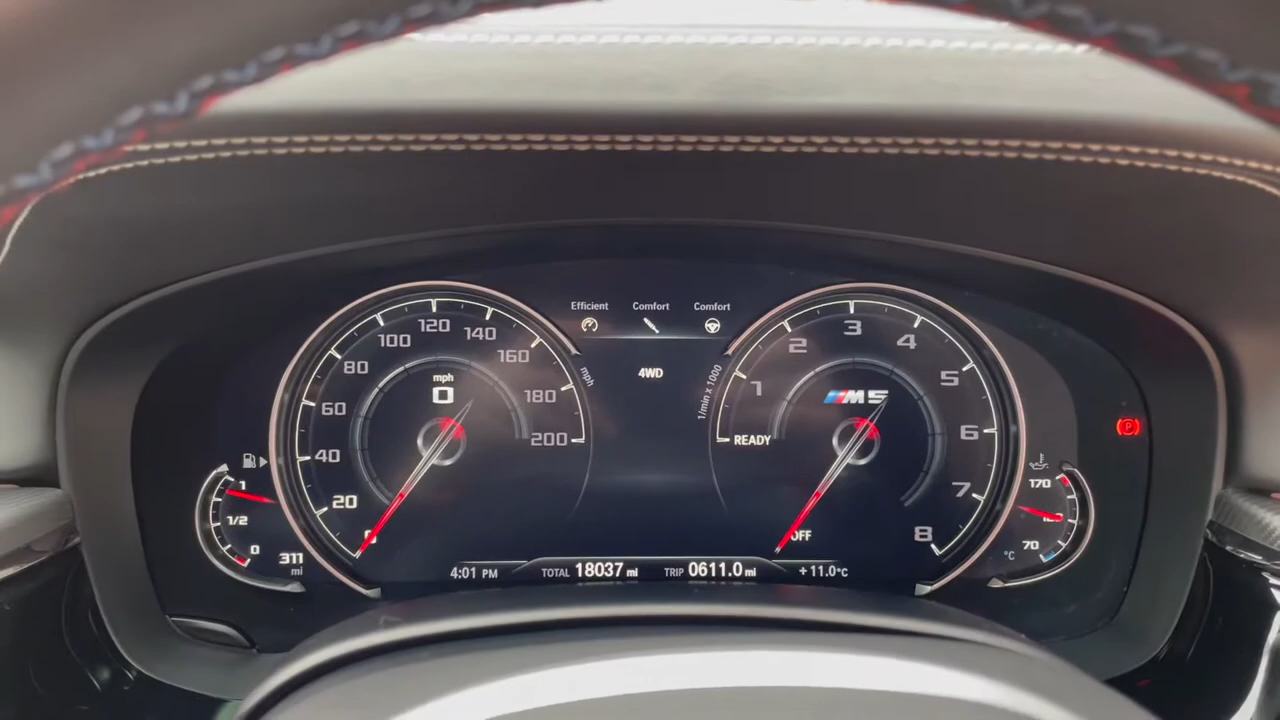 Efficient Comfort Comfort
4WD
mph
0
20
40
60
80
100
120
140
160
180
200
mph
1/min x 1000
M5
READY
OFF
1
2
3
4
5
6
7
8
1
1/2
0
311
mi
170
70
°C
P
4:01 PM
TOTAL 18037 mi
TRIP 0611.0 mi
+11.0°C